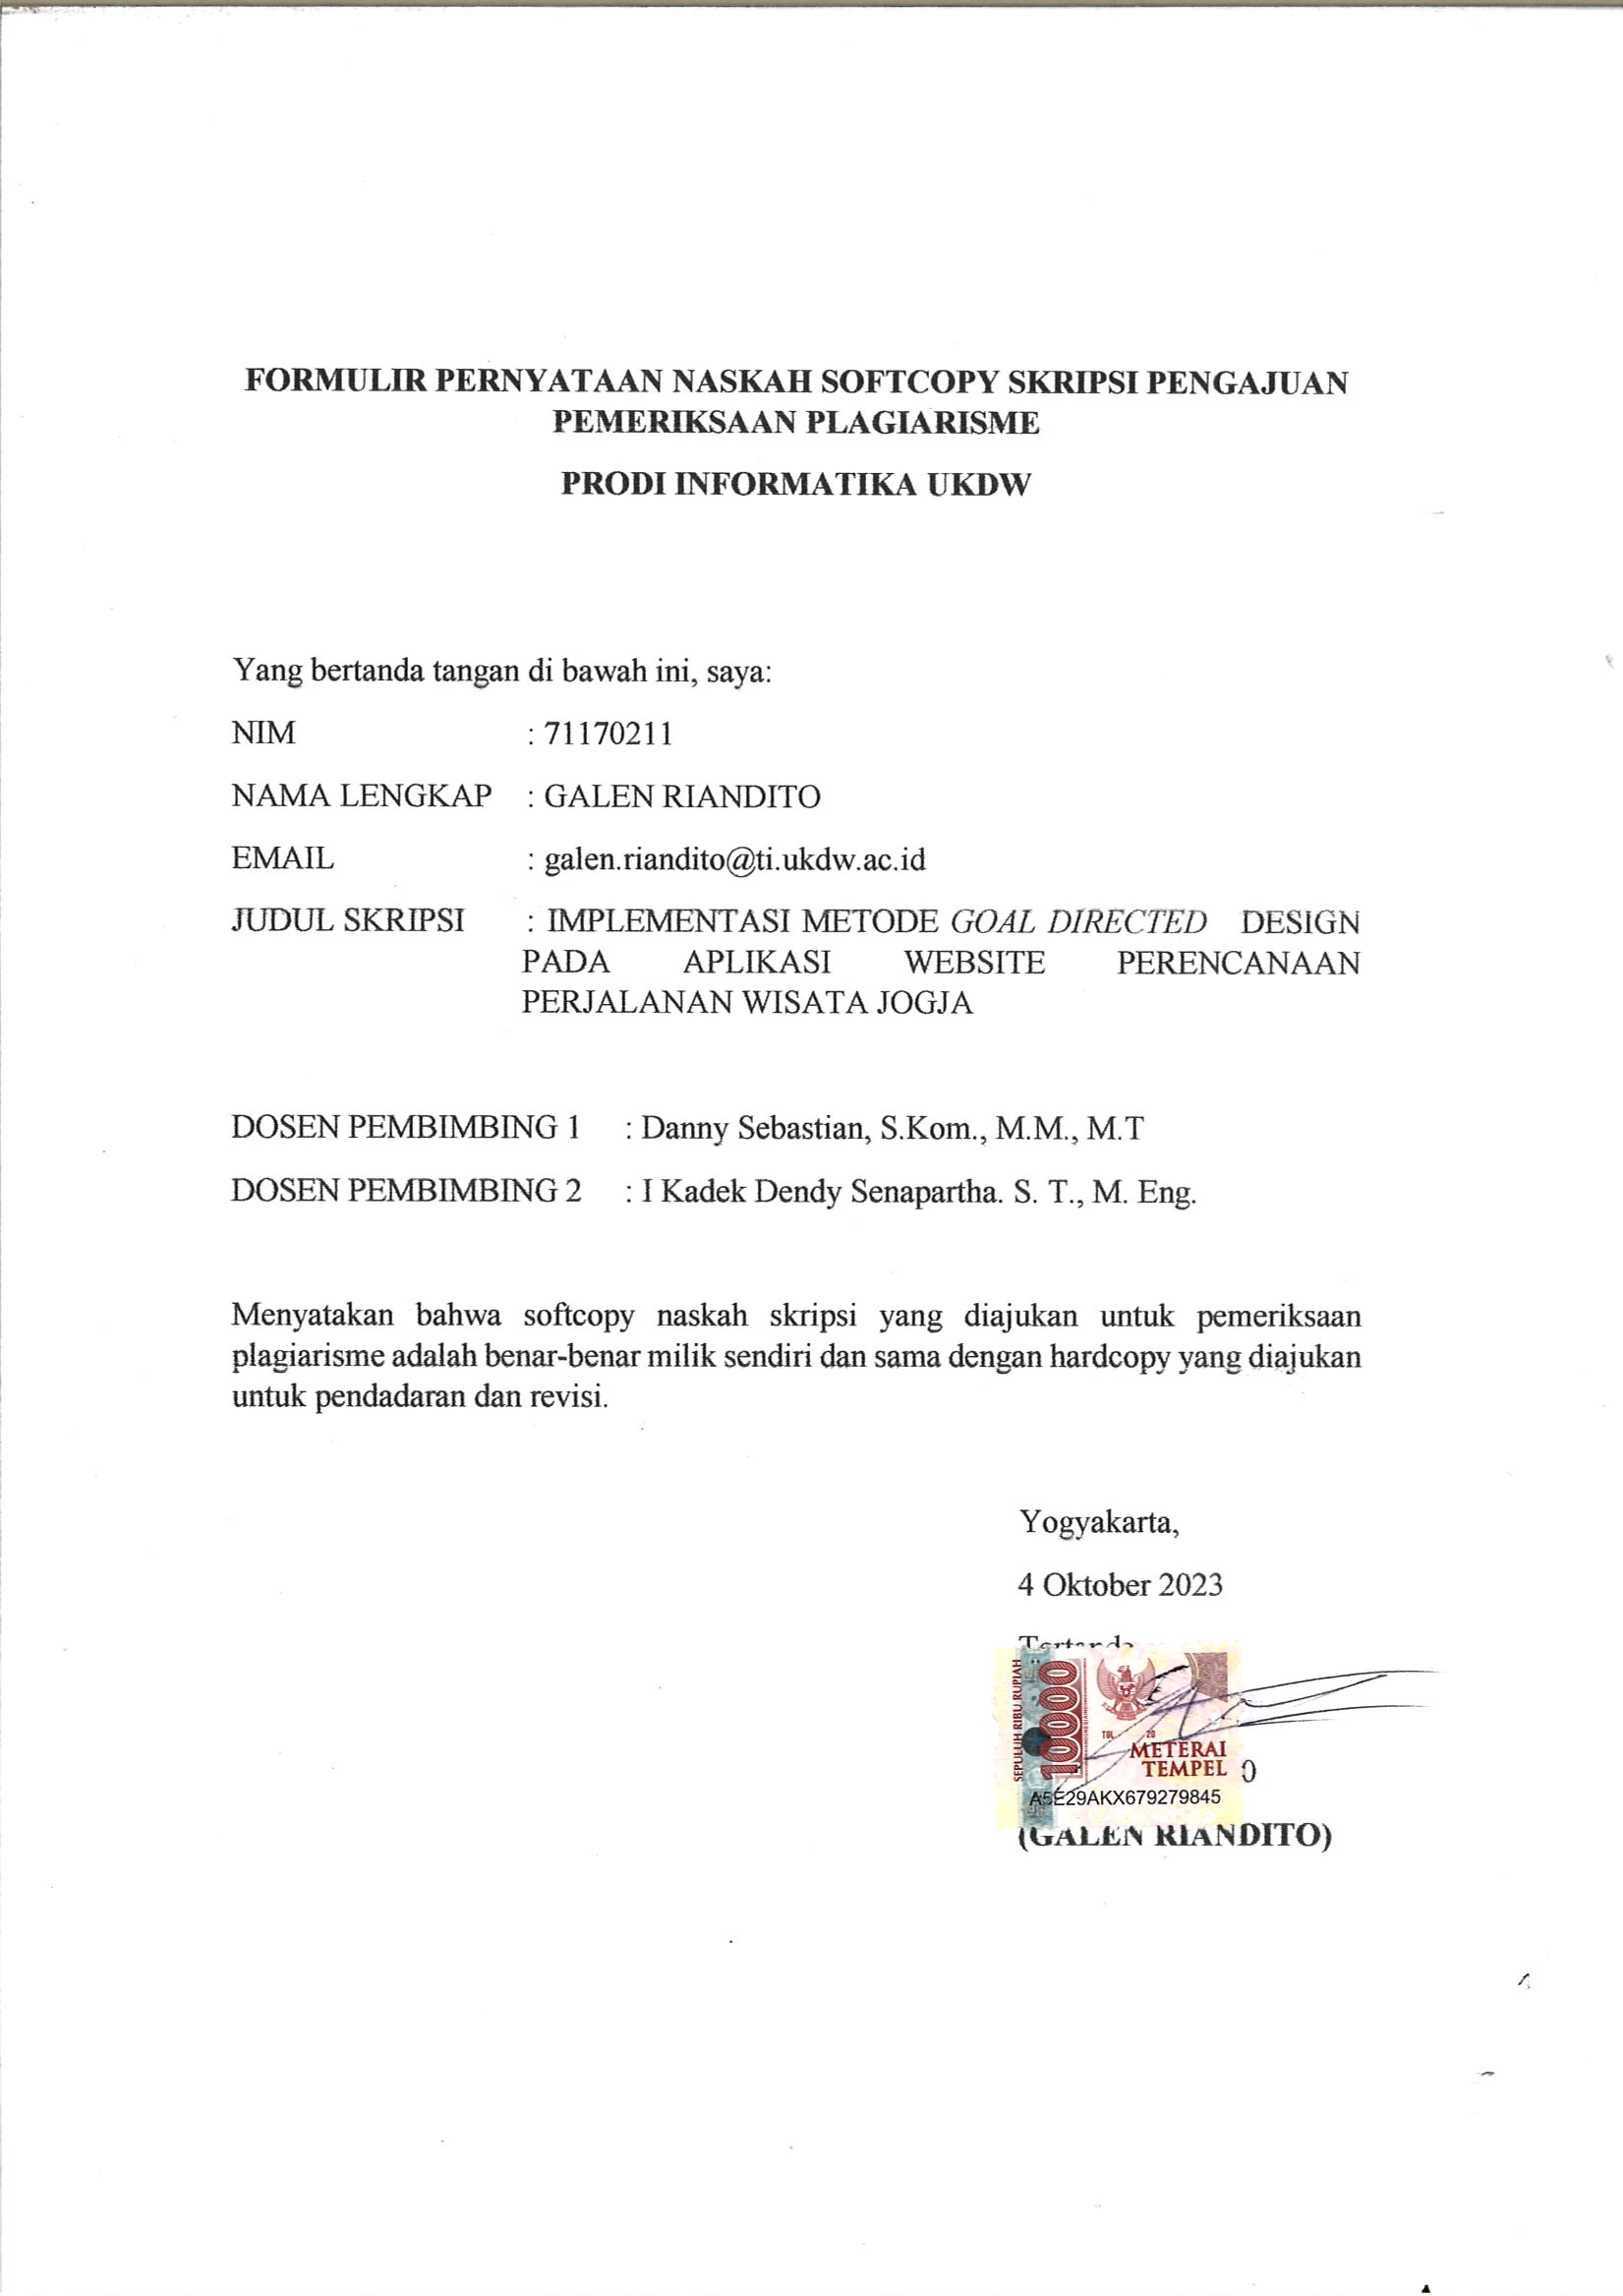 FORMULIR PERNYATAAN NASKAH SOFTCOPY SKRIPSI PENGAJUAN
PEMERIKSAAN PLAGIARISME
PRODI INFORMATIKA UKDW
Yang bertanda tangan di bawah ini, saya:
NIM : 71170211
NAMA LENGKAP : GALEN RIANDITO
EMAIL : galen.riandito@ti.ukdw.ac.id
JUDUL SKRIPSI : IMPLEMENTASI METODE GOAL DIRECTED DESIGN
PADA APLIKASI WEBSITE PERENCANAAN
PERJALANAN WISATA JOGJA
DOSEN PEMBIMBING 1 : Danny Sebastian, S.Kom., M.M., M.T
DOSEN PEMBIMBING 2 : I Kadek Dendy Senapartha. S. T., M. Eng.
Menyatakan bahwa softcopy naskah skripsi yang diajukan untuk pemeriksaan
plagiarisme adalah benar-benar milik sendiri dan sama dengan hardcopy yang diajukan
untuk pendadaran dan revisi.
Yogyakarta,
4 Oktober 2023
SEPULUH RIBU RUPIAH
10000
TGL. 20
METERAI
TEMPEL
A5E29AKX679279845
(GALEN RIANDITO)